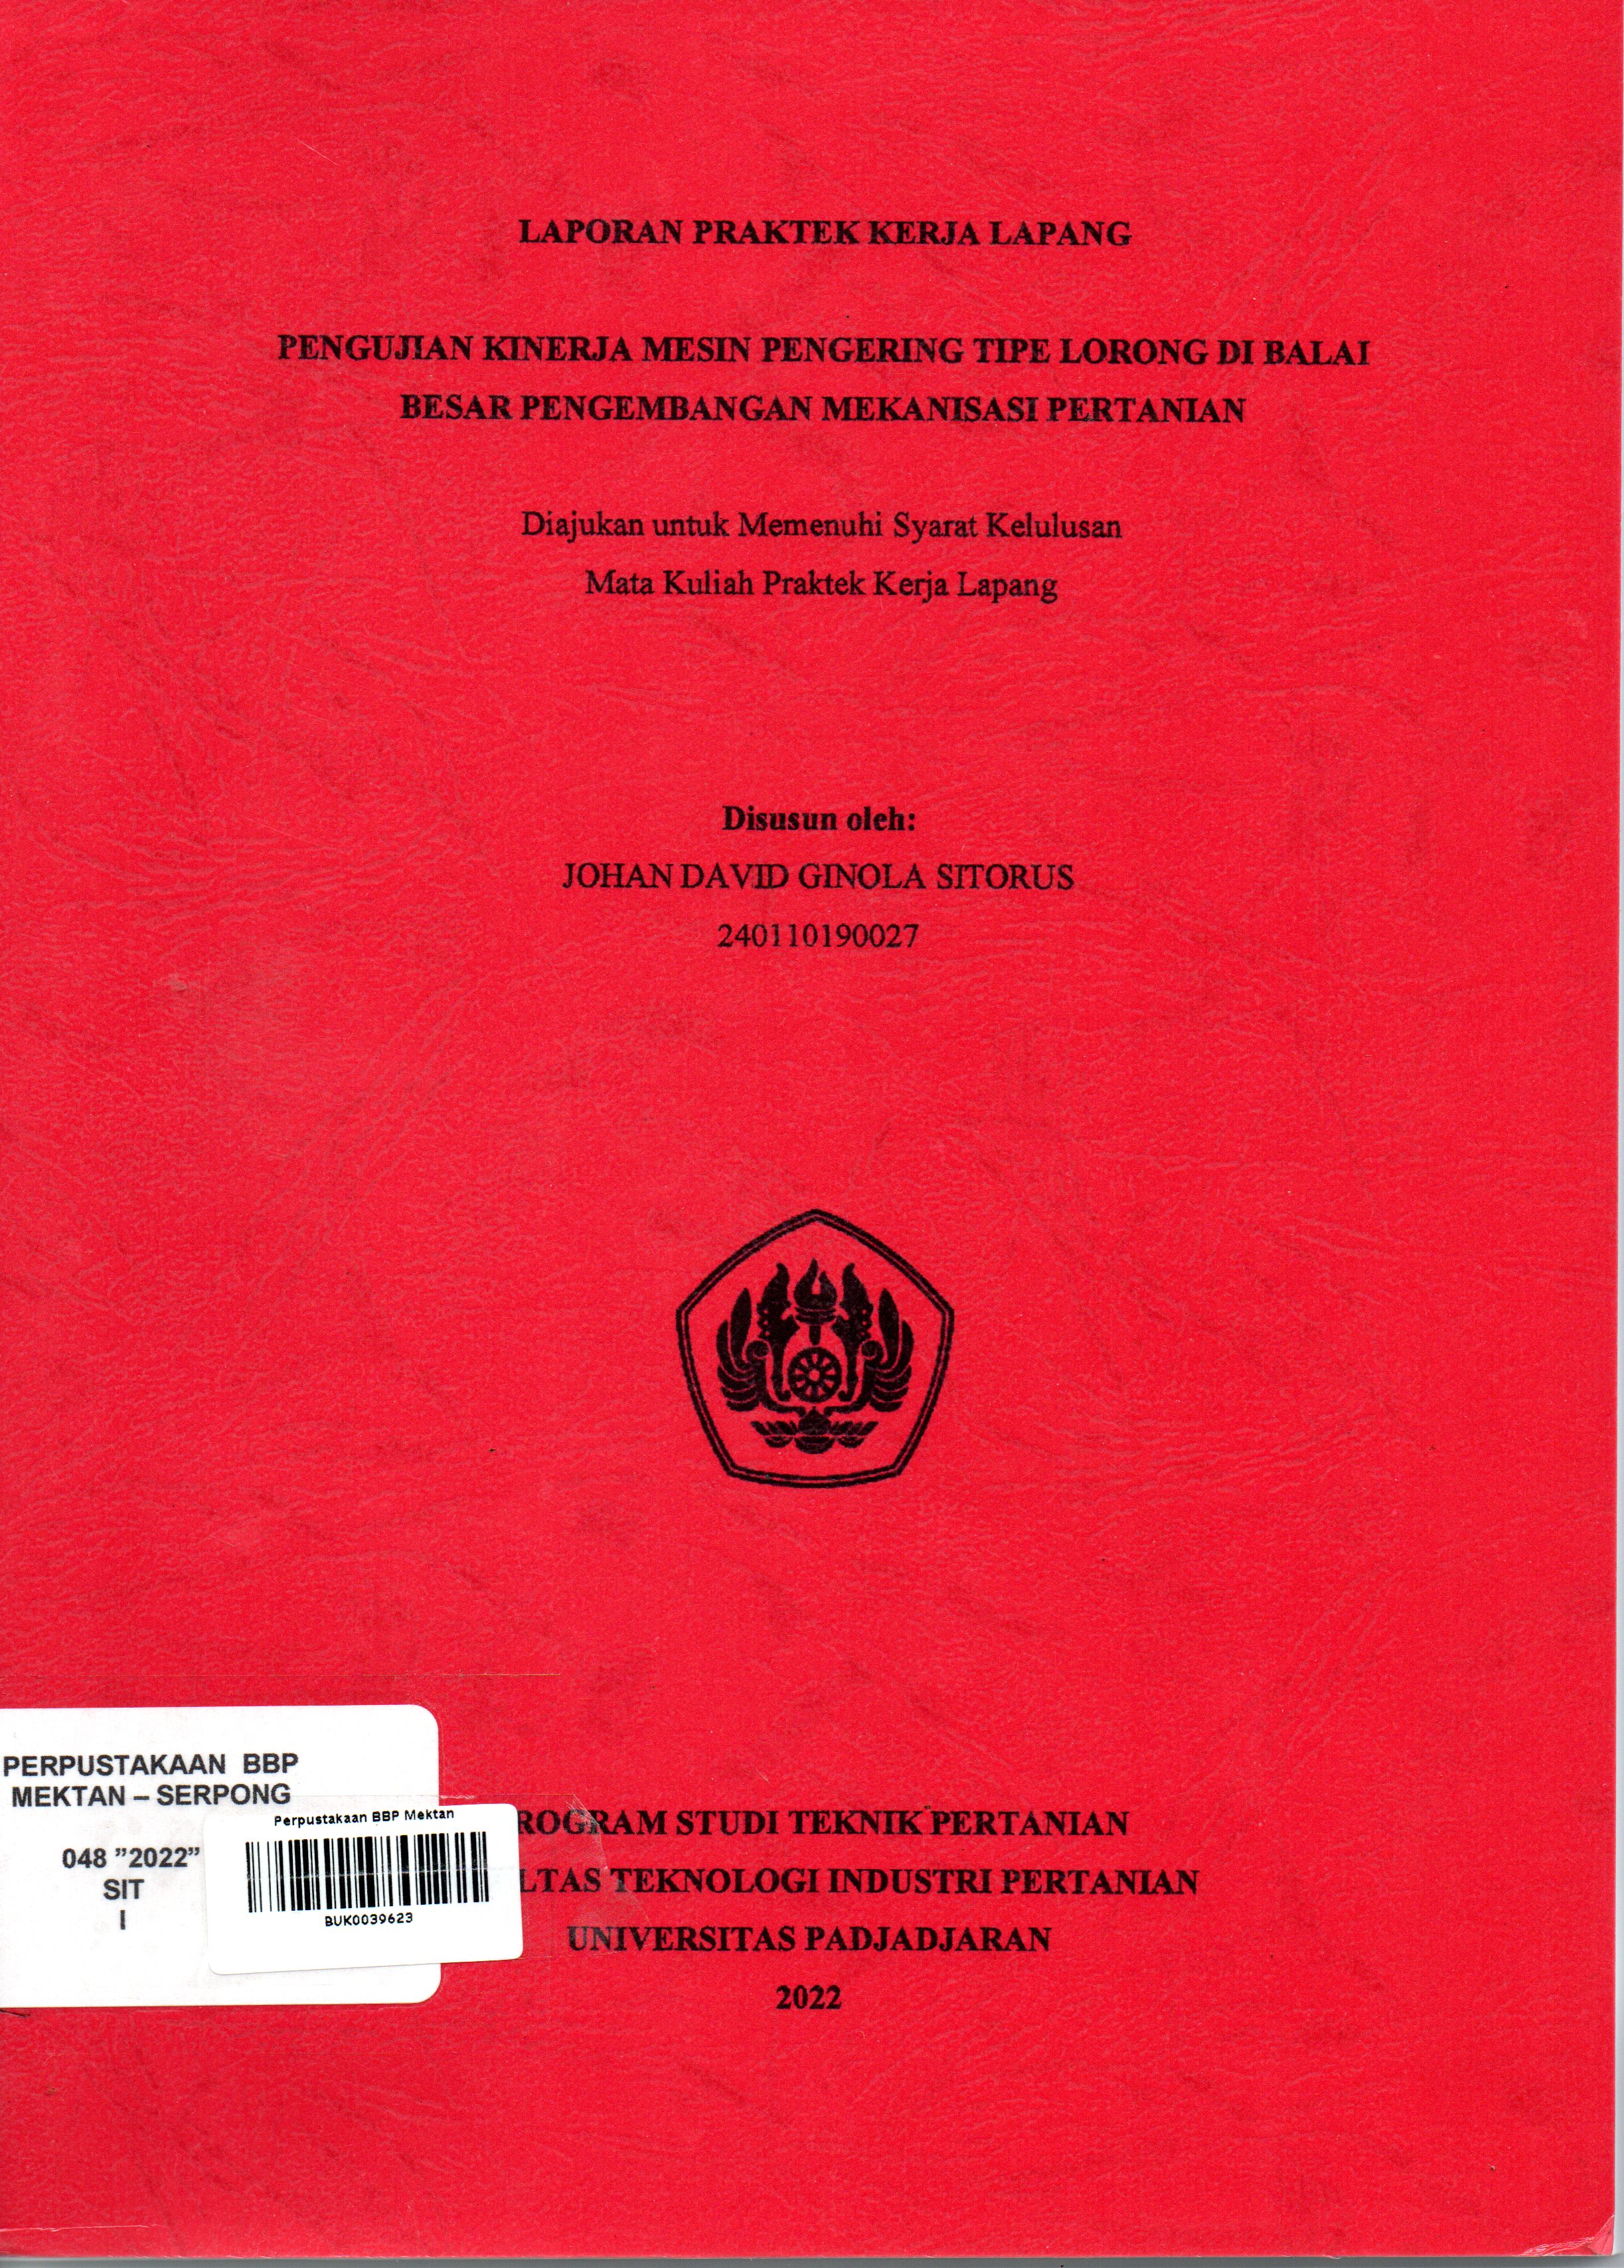 LAPORAN PRAKTEK KERJA LAPANG
PENGUJIAN KINERJA MESIN PENGERING TIPE LORONG DI BALAI
BESAR PENGEMBANGAN MEKANISASI PERTANIAN
Diajukan untuk Memenuhi Syarat Kelulusan
Mata Kuliah Praktek Kerja Lapang
Disusun oleh:
JOHAN DAVID GINOLA SITORUS
240110190027
PERPUSTAKAAN BBP
MEKTAN – SERPONG
048 ”2022”
SIT
I
Perpustakaan BBP Mektan
BUK0039623
ROGRAM STUDI TEKNIK PERTANIAN
LTAS TEKNOLOGI INDUSTRI PERTANIAN
UNIVERSITAS PADJADJARAN
2022